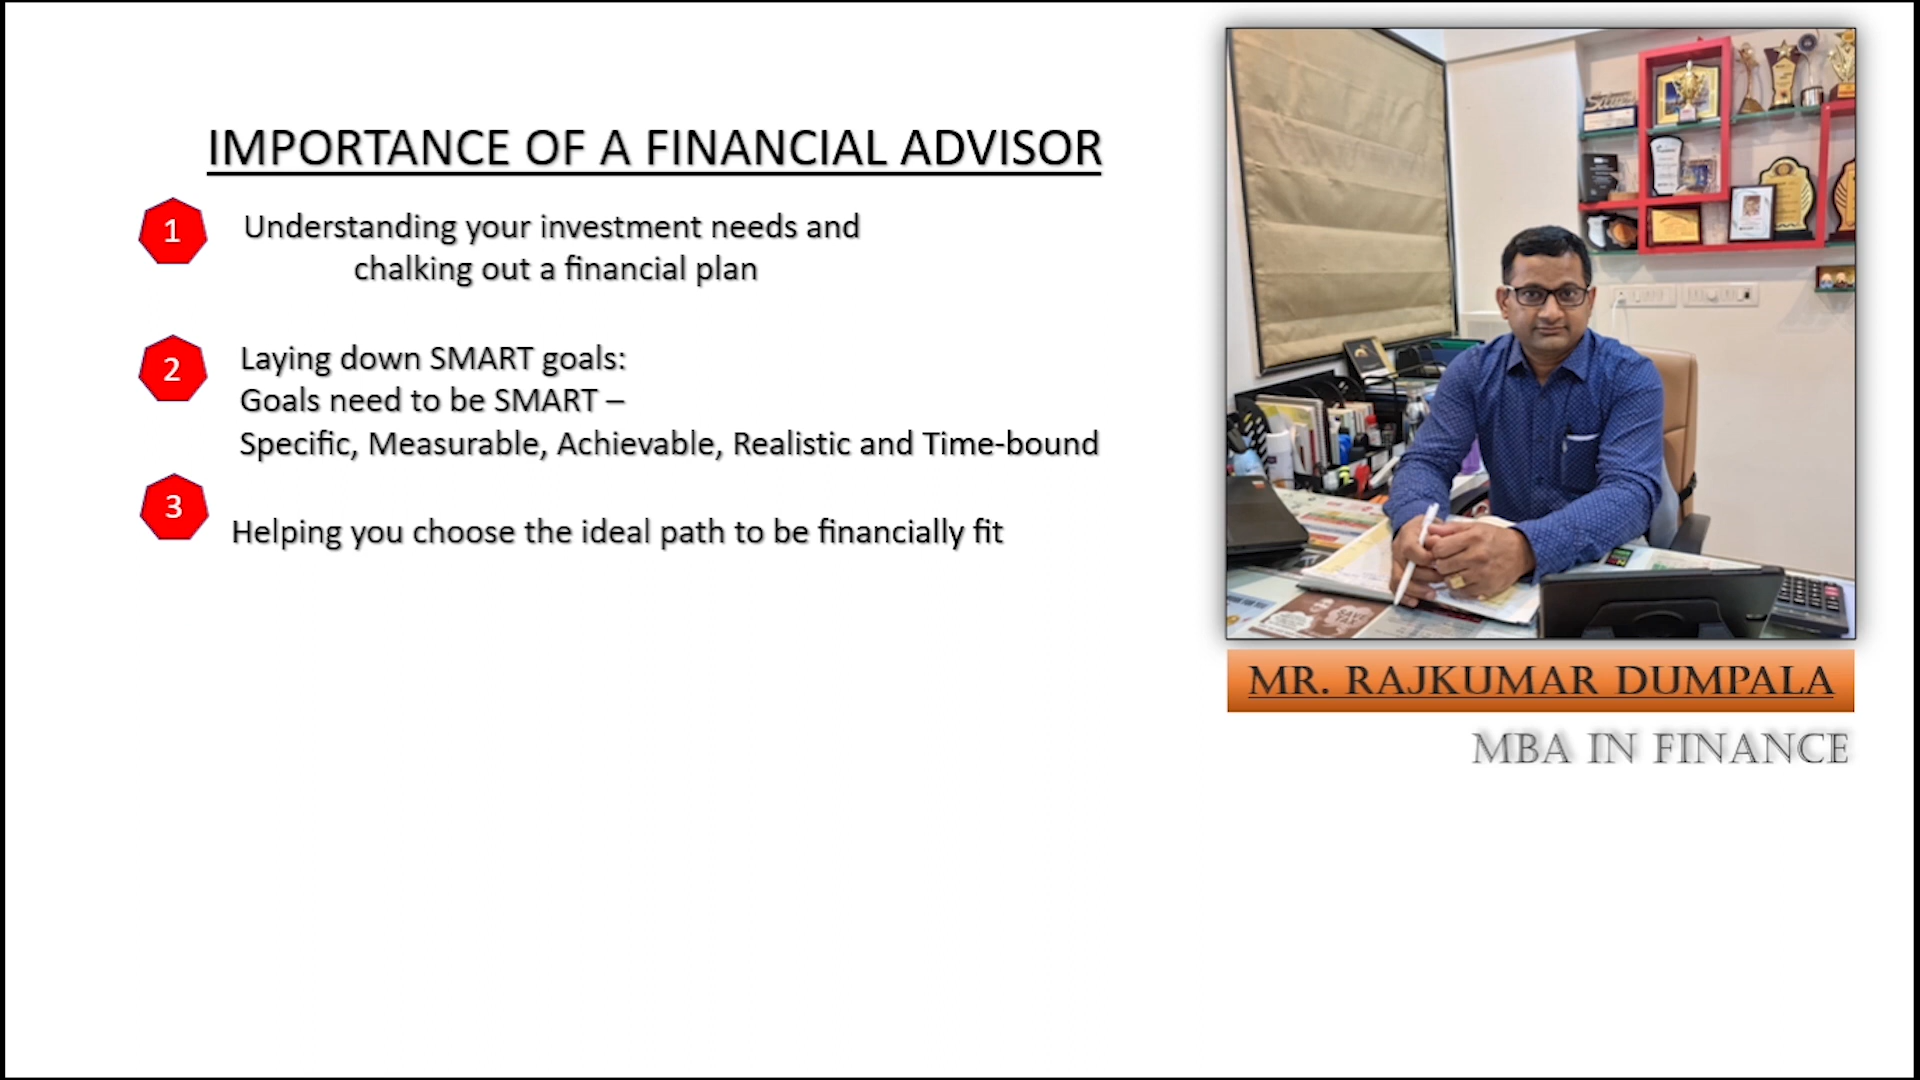 IMPORTANCE OF A FINANCIAL ADVISOR
1
Understanding your investment needs and
chalking out a financial plan
2
Laying down SMART goals:
Goals need to be SMART –
Specific, Measurable, Achievable, Realistic and Time-bound
3
Helping you choose the ideal path to be financially fit
SAVE
TAX
MR. RAJKUMAR DUMPALA
MBA IN FINANCE